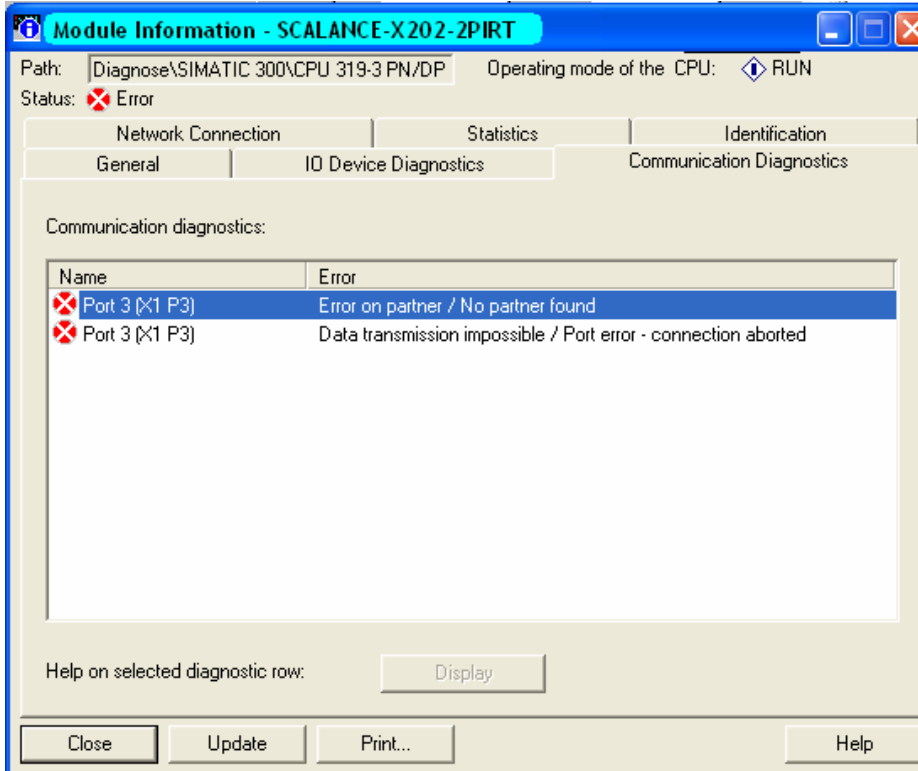 Module Information - SCALANCE-X202-2PIRT
Path: Diagnose\SIMATIC 300\CPU 319-3 PN/DP Operating mode of the CPU: RUN
Status: Error
Network Connection Statistics Identification
General IO Device Diagnostics Communication Diagnostics
Communication diagnostics:
Name Error
Port 3 (X1 P3) Error on partner / No partner found
Port 3 (X1 P3) Data transmission impossible / Port error - connection aborted
Help on selected diagnostic row: Display
Close Update Print... Help